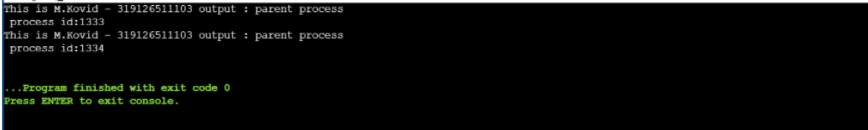 This is M.Kovid - 319126511103 output : parent process
process id:1333
This is M.Kovid - 319126511103 output : parent process
process id:1334
...Program finished with exit code 0
Press ENTER to exit console.